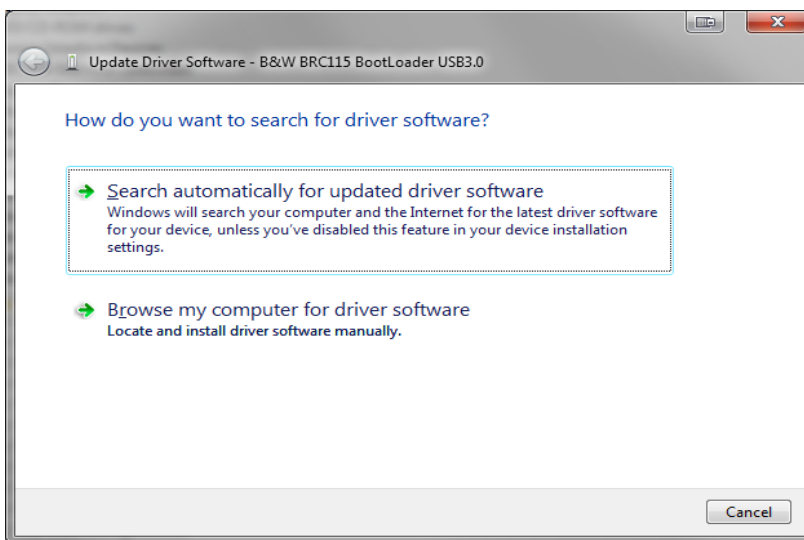 Update Driver Software - B&W BRC115 BootLoader USB3.0
How do you want to search for driver software?
Search automatically for updated driver software
Windows will search your computer and the Internet for the latest driver software
for your device, unless you've disabled this feature in your device installation
settings.
Browse my computer for driver software
Locate and install driver software manually.
Cancel